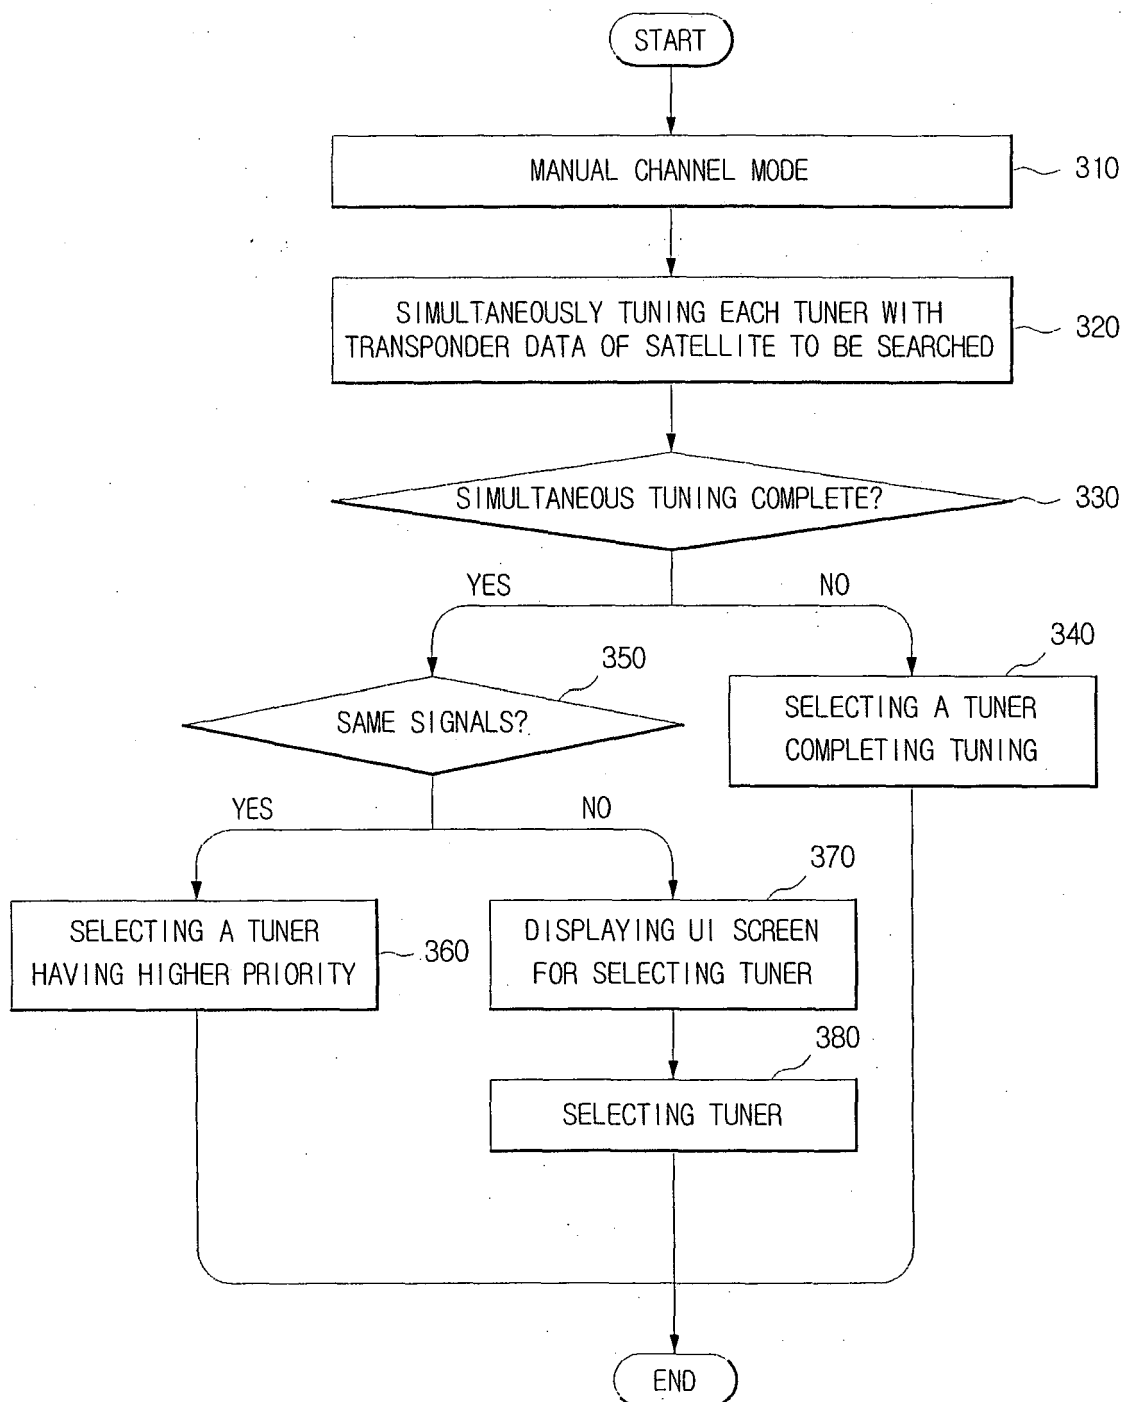 START
MANUAL CHANNEL MODE
310
SIMULTANEOUSLY TUNING EACH TUNER WITH
TRANSPONDER DATA OF SATELLITE TO BE SEARCHED
320
SIMULTANEOUS TUNING COMPLETE?
330
YES
NO
340
350
SAME SIGNALS?
SELECTING A TUNER
COMPLETING TUNING
YES
NO
370
SELECTING A TUNER
HAVING HIGHER PRIORITY
360
DISPLAYING UI SCREEN
FOR SELECTING TUNER
380
SELECTING TUNER
END